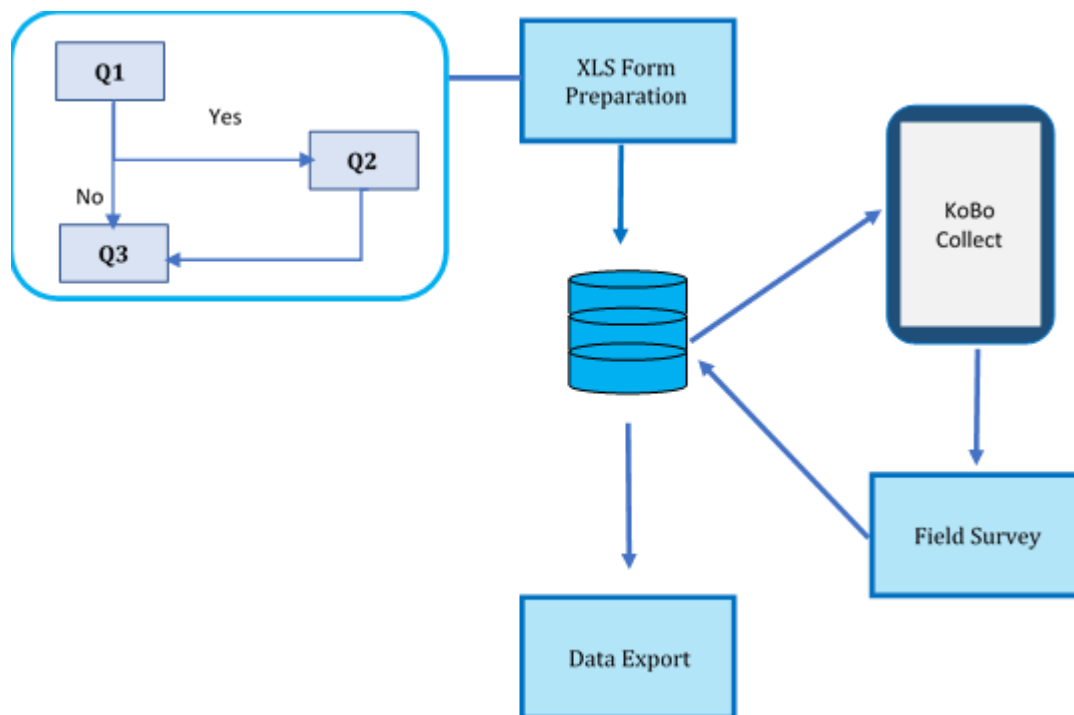 Q1
Yes
Q2
No
Q3
XLS Form
Preparation
KoBo
Collect
Field Survey
Data Export